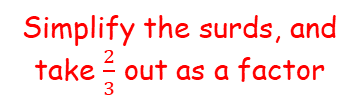 Simplify the surds, and
take 2/3 out as a factor